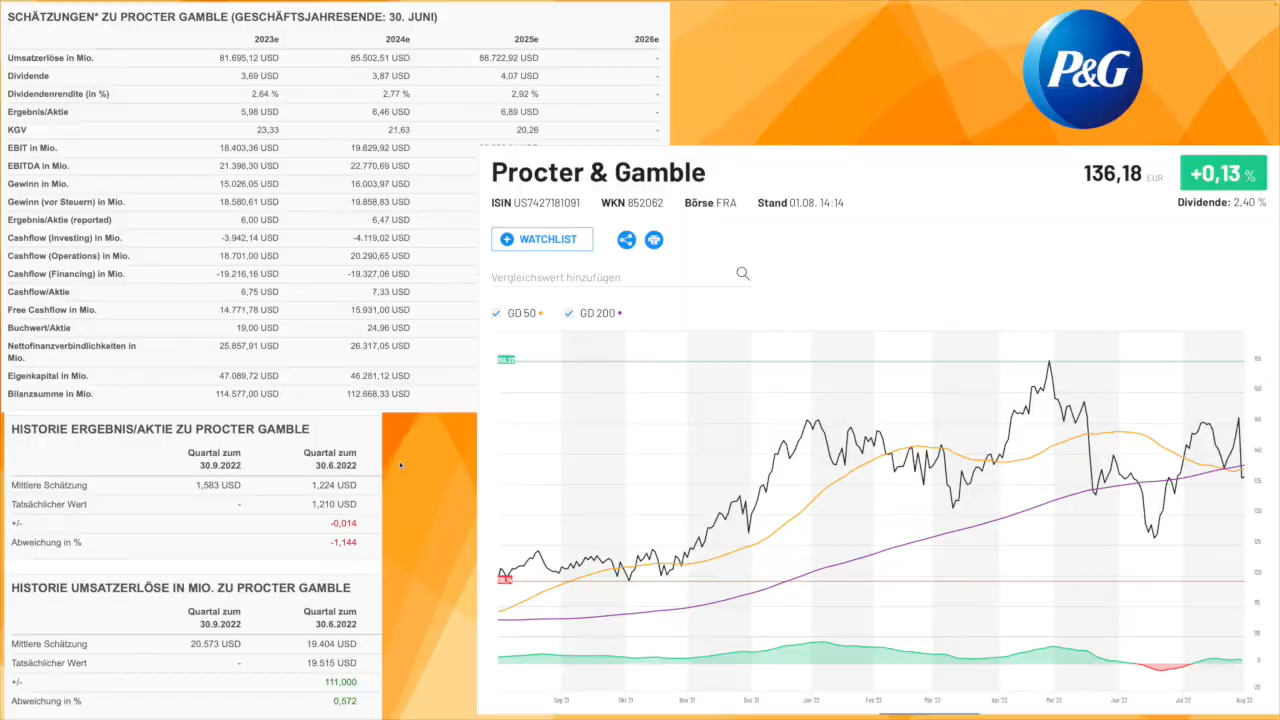 SCHÄTZUNGEN* ZU PROCTER GAMBLE (GESCHÄFTSJAHRESENDE: 30. JUNI)
2023e 2024e 2025e 2026e
Umsatzerlöse in Mio. 81.695,12 USD 85.502,51 USD 88.722,92 USD -
Dividende 3,69 USD 3,87 USD 4,07 USD -
Dividendenrendite (in %) 2,64 % 2,77 % 2,92 % -
Ergebnis/Aktie 5,98 USD 6,46 USD 6,89 USD -
KGV 23,33 21,63 20,26 -
EBIT in Mio. 18.403,36 USD 19.629,92 USD
EBITDA in Mio. 21.398,30 USD 22.770,69 USD
Gewinn in Mio. 15.026,05 USD 16.003,97 USD
Gewinn (vor Steuern) in Mio. 18.580,61 USD 19.858,83 USD
Ergebnis/Aktie (reported) 6,00 USD 6,47 USD
Cashflow (Investing) in Mio. -3.942,14 USD -4.119,02 USD
Cashflow (Operations) in Mio. 18.701,00 USD 20.290,65 USD
Cashflow (Financing) in Mio. -19.216,16 USD -19.327,06 USD
Cashflow/Aktie 6,75 USD 7,33 USD
Free Cashflow in Mio. 14.771,78 USD 15.931,00 USD
Buchwert/Aktie 19,00 USD 24,96 USD
Nettofinanzverbindlichkeiten in 25.857,91 USD 26.317,05 USD
Mio.
Eigenkapital in Mio. 47.089,72 USD 46.281,12 USD
Bilanzsumme in Mio. 114.577,00 USD 112.668,33 USD
HISTORIE ERGEBNIS/AKTIE ZU PROCTER GAMBLE
Quartal zum Quartal zum
30.9.2022 30.6.2022
Mittlere Schätzung 1,583 USD 1,224 USD
Tatsächlicher Wert - 1,210 USD
+/- -0,014
Abweichung in % -1,144
HISTORIE UMSATZERLÖSE IN MIO. ZU PROCTER GAMBLE
Quartal zum Quartal zum
30.9.2022 30.6.2022
Mittlere Schätzung 20.573 USD 19.404 USD
Tatsächlicher Wert - 19.515 USD
+/- 111,000
Abweichung in % 0,572
P&G
Procter & Gamble
136,18 EUR
+0,13 %
ISIN US7427181091 WKN 852062 Börse FRA Stand 01.08. 14:14
Dividende: 2,40 %
WATCHLIST
Vergleichswert hinzufügen
GD 50 GD 200
155
150
145
140
135
125
120
115
110
0
-20
Sep '21 Okt '21 Nov '21 Dez '21 Jan '22 Feb '22 Mär '22 Apr '22 Mai '22 Jun '22 Jul '22 Aug '22